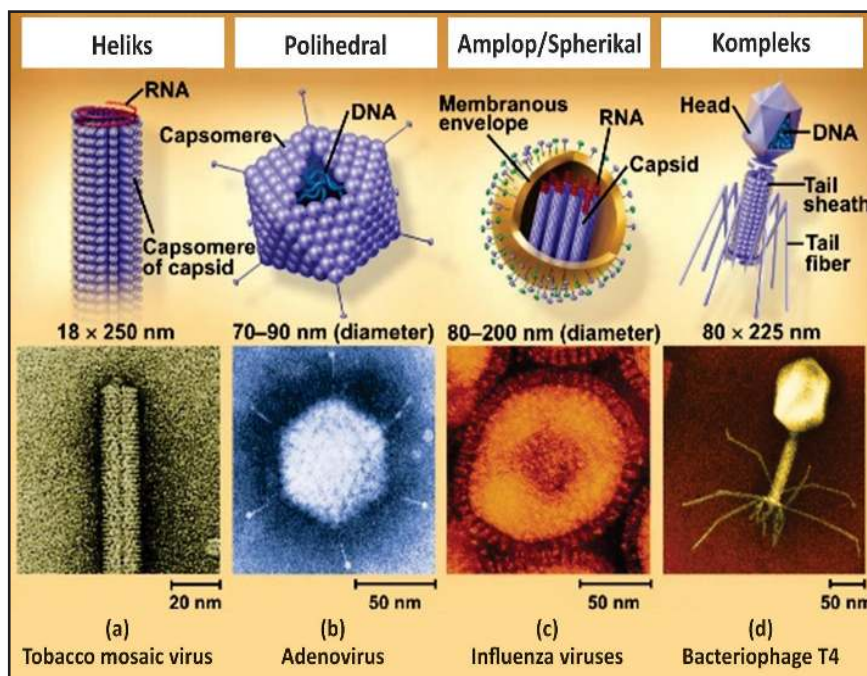 Heliks
Polihedral
Amplop/Spherikal
Kompleks
RNA
Capsomere
of capsid
18 × 250 nm
Capsomere
DNA
70–90 nm (diameter)
Membranous
envelope
RNA
Capsid
80–200 nm (diameter)
Head
DNA
Tail
sheath
Tail
fiber
80 × 225 nm
20 nm
50 nm
50 nm
50 nm
(a)
Tobacco mosaic virus
(b)
Adenovirus
(c)
Influenza viruses
(d)
Bacteriophage T4